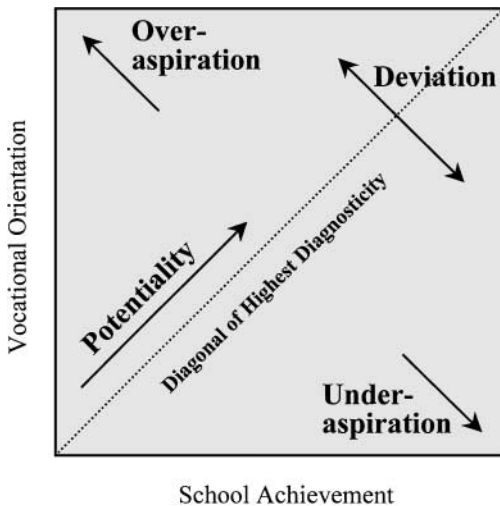 Over-
aspiration
Deviation
Vocational Orientation
Potentiality
Diagonal of Highest Diagnosticity
Under-
aspiration
School Achievement